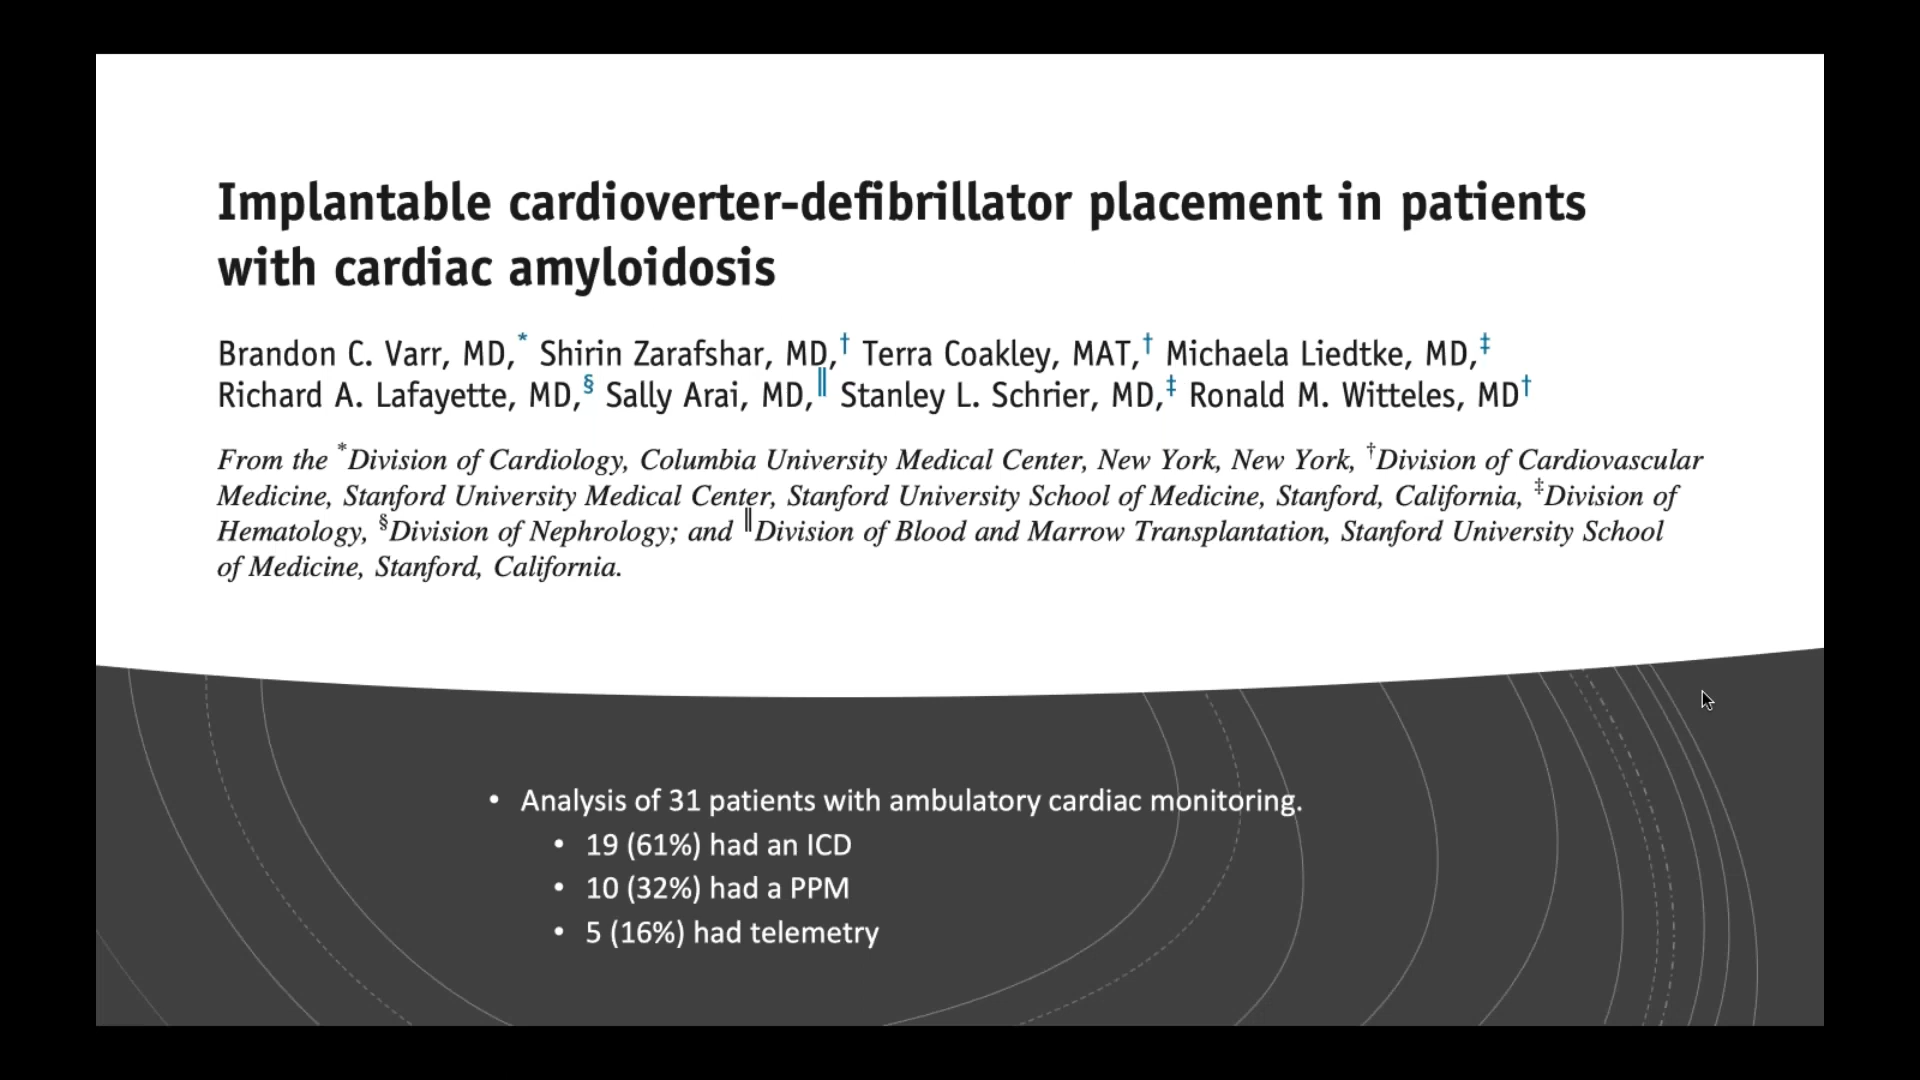 Implantable cardioverter-defibrillator placement in patients
with cardiac amyloidosis
Brandon C. Varr, MD,* Shirin Zarafshar, MD,† Terra Coakley, MAT,† Michaela Liedtke, MD,‡
Richard A. Lafayette, MD,§ Sally Arai, MD,‖ Stanley L. Schrier, MD,‡ Ronald M. Witteles, MD†
From the *Division of Cardiology, Columbia University Medical Center, New York, New York, †Division of Cardiovascular
Medicine, Stanford University Medical Center, Stanford University School of Medicine, Stanford, California, ‡Division of
Hematology, §Division of Nephrology; and ‖Division of Blood and Marrow Transplantation, Stanford University School
of Medicine, Stanford, California.
• Analysis of 31 patients with ambulatory cardiac monitoring.
• 19 (61%) had an ICD
• 10 (32%) had a PPM
• 5 (16%) had telemetry